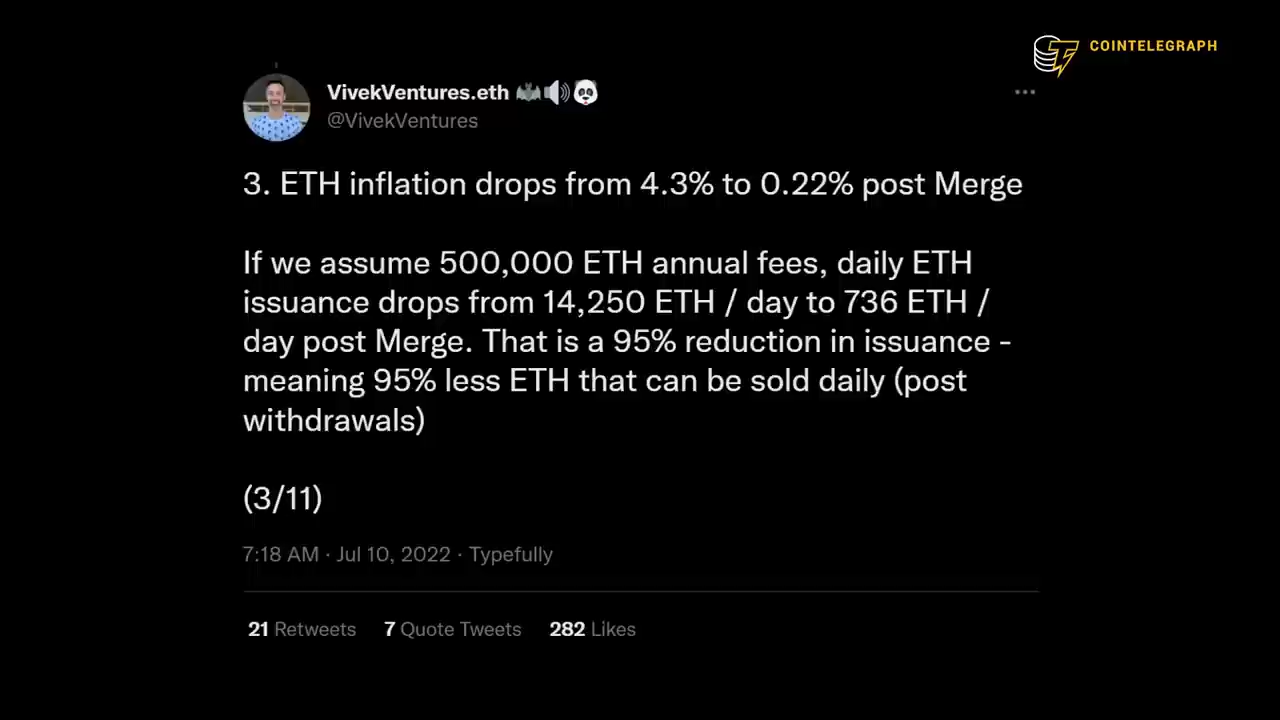 COINTELEGRAPH
VivekVentures.eth 🦇🔊🐼
@VivekVentures
3. ETH inflation drops from 4.3% to 0.22% post Merge
If we assume 500,000 ETH annual fees, daily ETH
issuance drops from 14,250 ETH / day to 736 ETH /
day post Merge. That is a 95% reduction in issuance -
meaning 95% less ETH that can be sold daily (post
withdrawals)
(3/11)
7:18 AM · Jul 10, 2022 · Typefully
21 Retweets 7 Quote Tweets 282 Likes